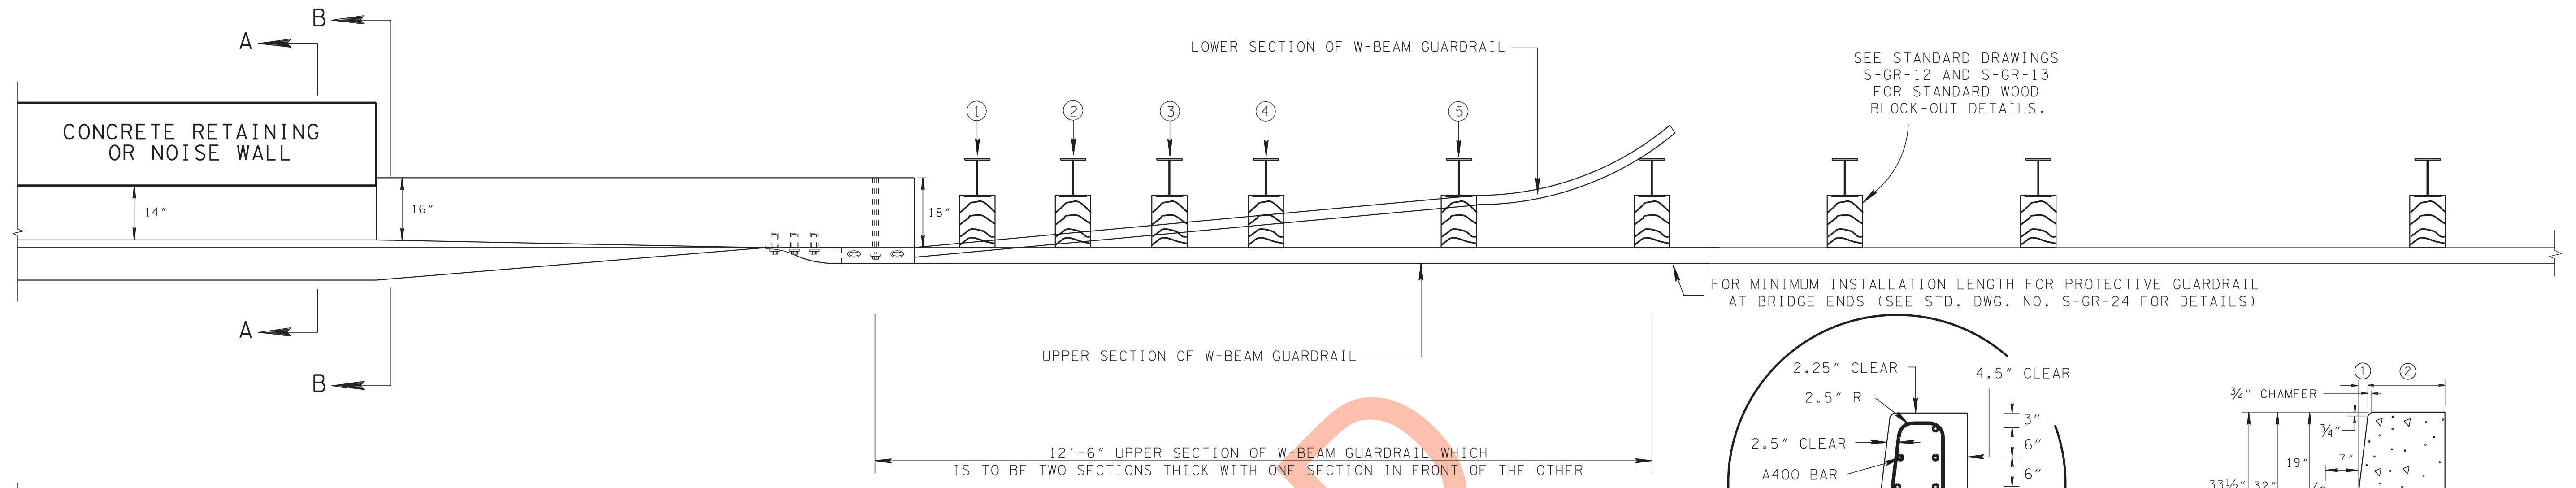 B
A
LOWER SECTION OF W-BEAM GUARDRAIL
SEE STANDARD DRAWINGS
S-GR-12 AND S-GR-13
FOR STANDARD WOOD
BLOCK-OUT DETAILS.
1
2
3
4
5
CONCRETE RETAINING
OR NOISE WALL
14"
16"
18"
FOR MINIMUM INSTALLATION LENGTH FOR PROTECTIVE GUARDRAIL
AT BRIDGE ENDS (SEE STD. DWG. NO. S-GR-24 FOR DETAILS)
A
B
UPPER SECTION OF W-BEAM GUARDRAIL
12'-6" UPPER SECTION OF W-BEAM GUARDRAIL WHICH
IS TO BE TWO SECTIONS THICK WITH ONE SECTION IN FRONT OF THE OTHER
2.25" CLEAR
4.5" CLEAR
2.5" R
2.5" CLEAR
A400 BAR
3"
6"
6"
1
2
3/4" CHAMFER
3/4"
7"
19"
32"
33 1/2"